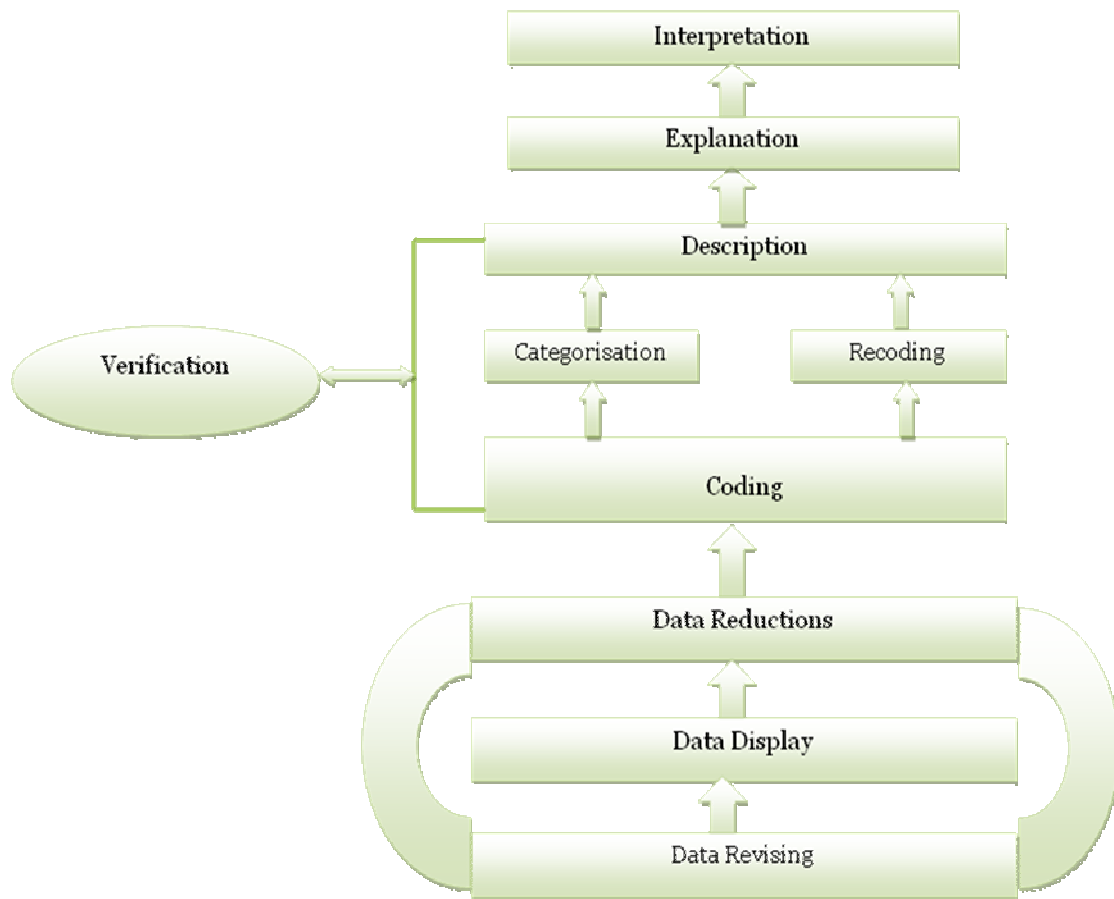 Interpretation
Explanation
Description
Categorisation
Recoding
Verification
Coding
Data Reductions
Data Display
Data Revising